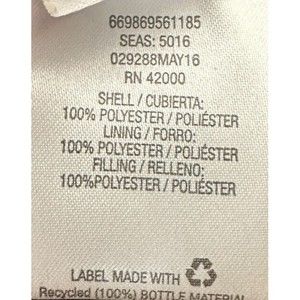 669869561185
SEAS: 5016
029288MAY16
RN 42000
SHELL / CUBIERTA:
100% POLYESTER / POLIÉSTER
LINING / FORRO:
100% POLYESTER / POLIÉSTER
FILLING / RELLENO:
100%POLYESTER / POLIÉSTER
LABEL MADE WITH
Recycled (100%) BOTTLE MATERIAL